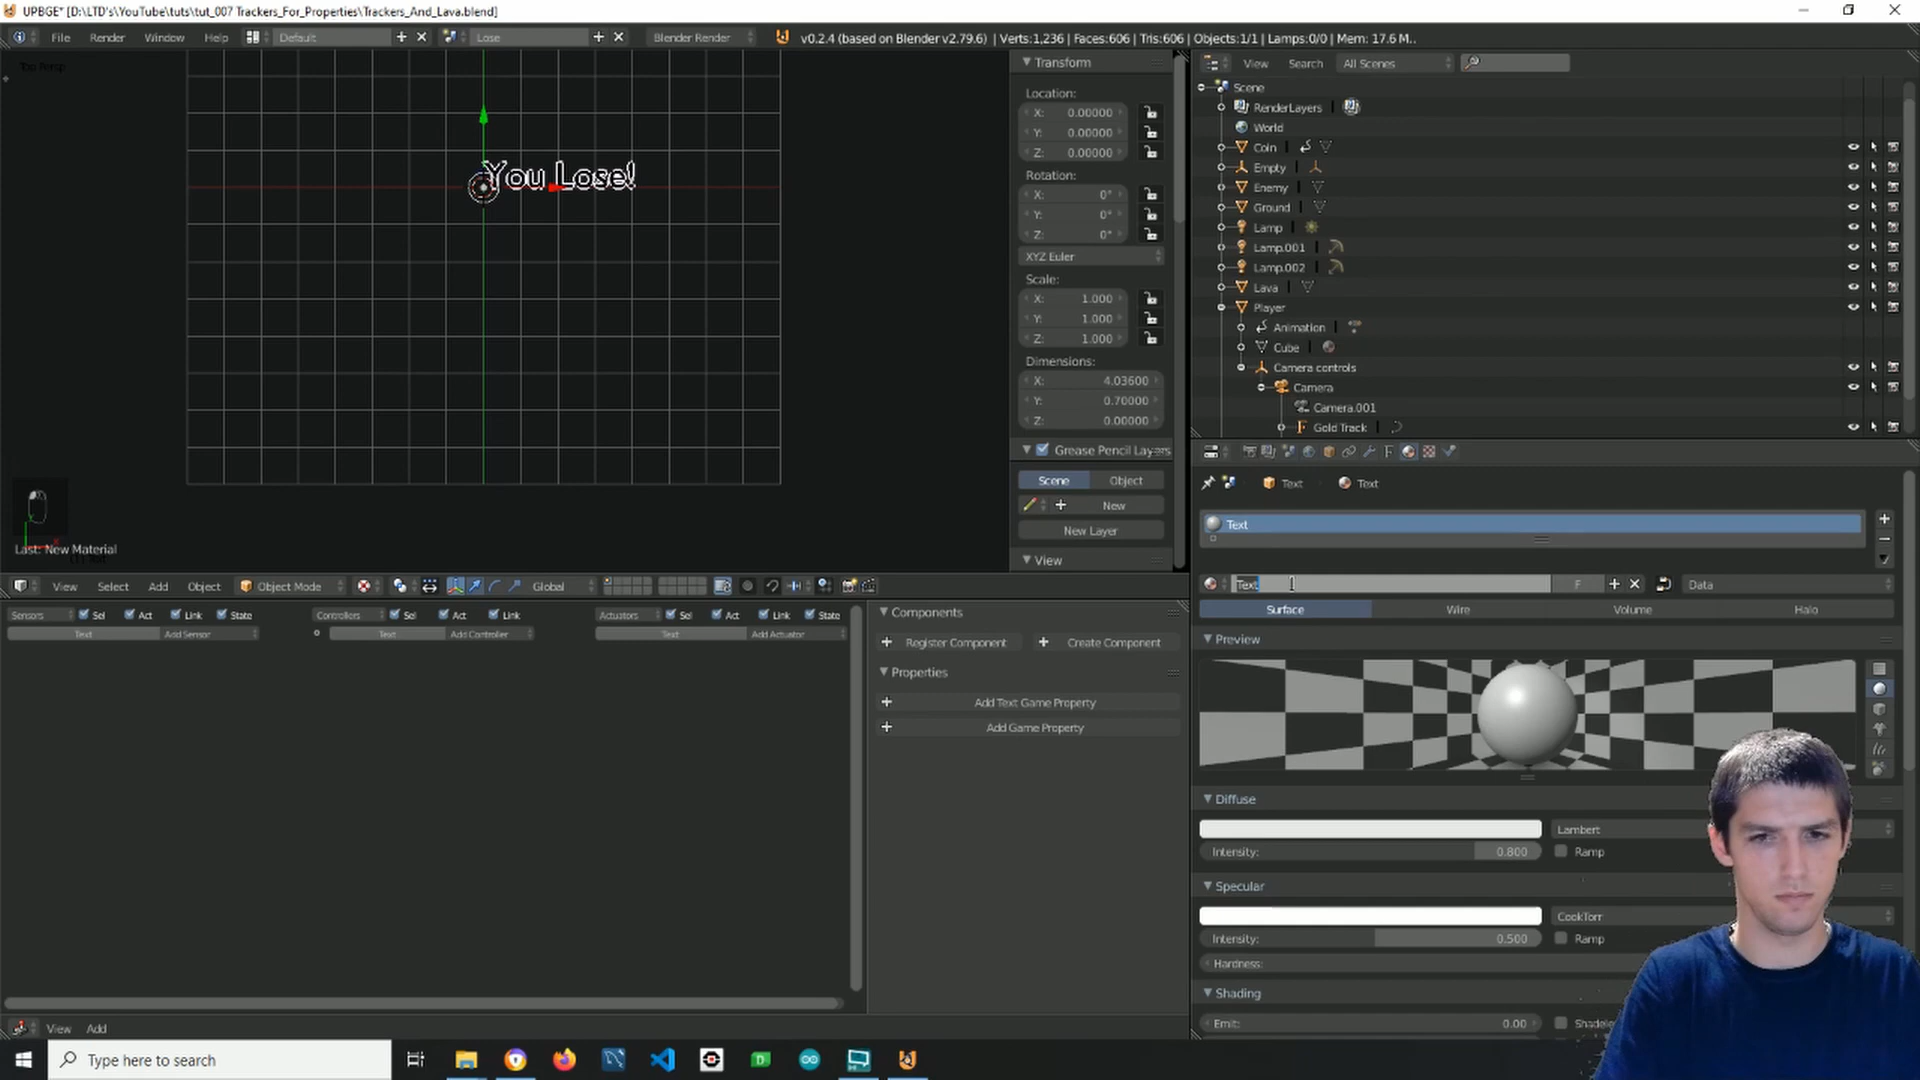 UPBGE* [D:\LTD's\YouTube\tuts\tut_007 Trackers_For_Properties\Trackers_And_Lava.blend]
File Render Window Help Default Lose Blender Render v0.2.4 (based on Blender v2.79.6) | Verts:1,236 | Faces:606 | Tris:606 | Objects:1/1 | Lamps:0/0 | Mem: 17.6 M..
Top Persp
You Lose!
Last: New Material
Transform
Location:
X: 0.00000
Y: 0.00000
Z: 0.00000
Rotation:
X: 0°
Y: 0°
Z: 0°
XYZ Euler
Scale:
X: 1.000
Y: 1.000
Z: 1.000
Dimensions:
X: 4.03600
Y: 0.70000
Z: 0.00000
Grease Pencil Layers
Scene Object
New
New Layer
View
View Search All Scenes
Scene
RenderLayers
World
Coin
Empty
Enemy
Ground
Lamp
Lamp.001
Lamp.002
Lava
Player
Animation
Cube
Camera controls
Camera
Camera.001
Gold Track
Text Text
Text
Text F Data
Surface Wire Volume Halo
Preview
Diffuse
Lambert
Intensity: 0.800 Ramp
Specular
CookTorr
Intensity: 0.500 Ramp
Hardness:
Shading
Emit: 0.00
View Select Add Object Object Mode Global
Sensors Sel Act Link State Controllers Sel Act Link Actuators Sel Act Link State
Text Add Sensor Text Add Controller Text Add Actuator
Components
Register Component Create Component
Properties
Add Text Game Property
Add Game Property
View Add
Type here to search